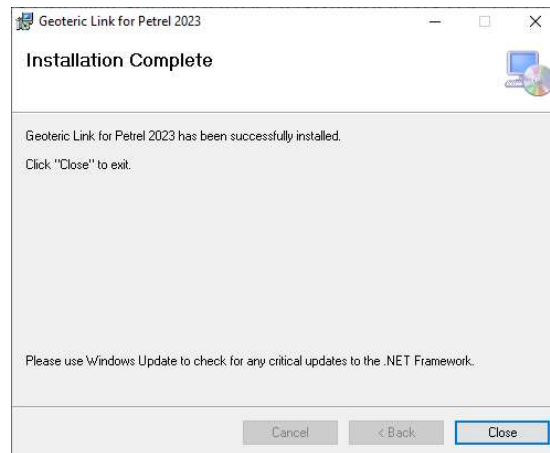 Geoteric Link for Petrel 2023
Installation Complete
Geoteric Link for Petrel 2023 has been successfully installed.
Click "Close" to exit.
Please use Windows Update to check for any critical updates to the .NET Framework.
Cancel
< Back
Close